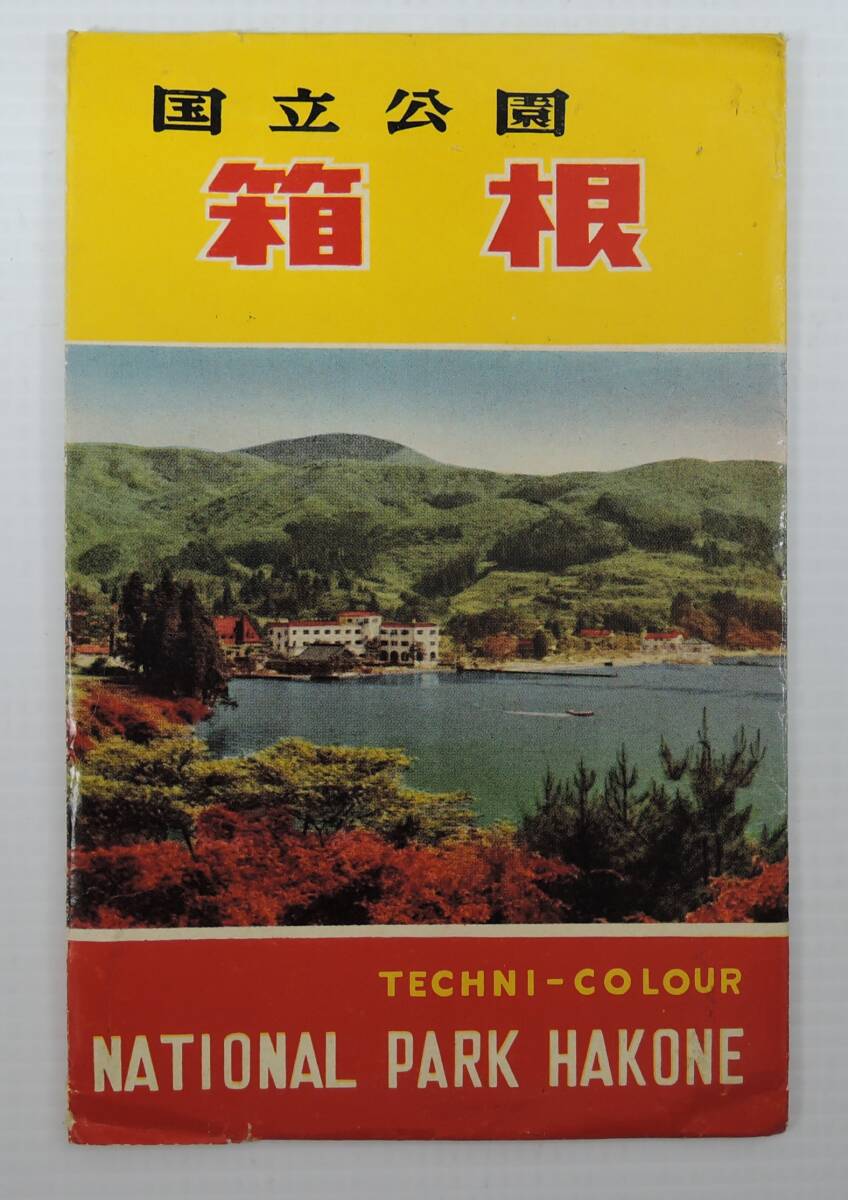 国立公園
箱根
TECHNI-COLOUR
NATIONAL PARK HAKONE